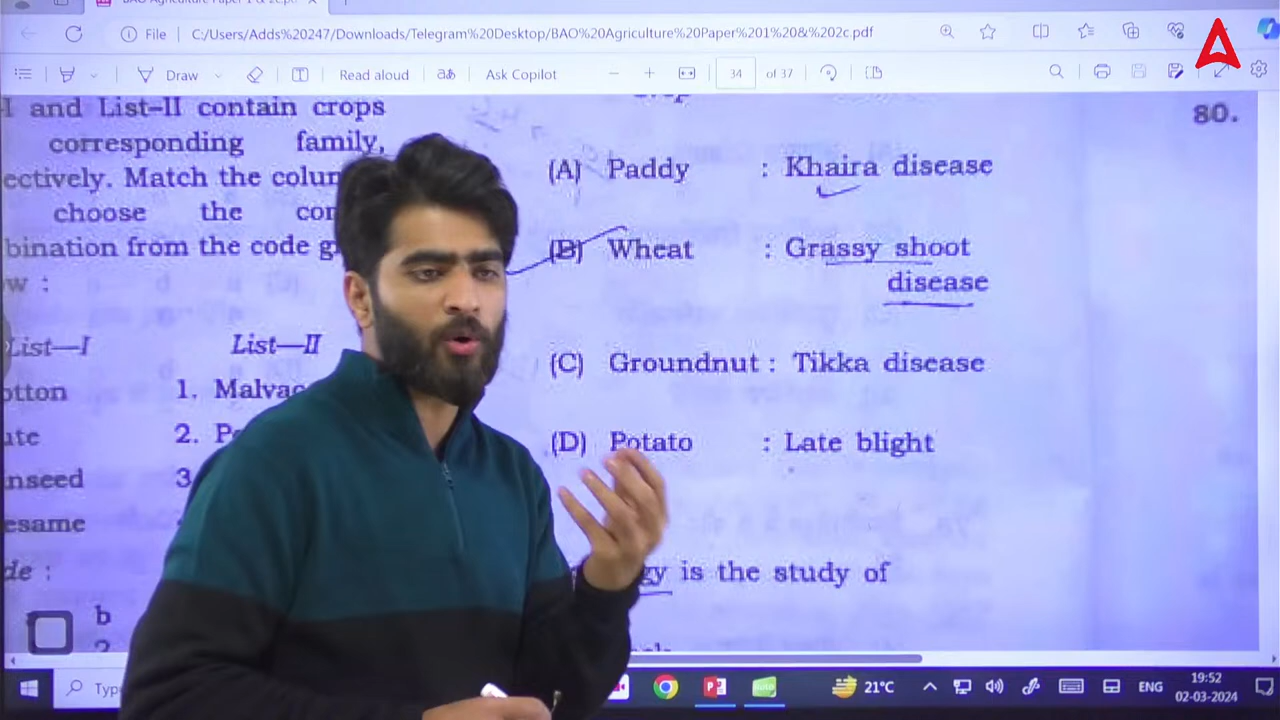 File C:/Users/Adds%20247/Downloads/Telegram%20Desktop/BAO%20Agriculture%20Paper%201%20&%202c.pdf
Draw Read aloud Ask Copilot 34 of 37
I and List–II contain crops
corresponding family,
ectively. Match the colum
choose the
bination from the code
List—I List—II
otton 1. Malvac
2.
nseed 3
esame
b
2
(A) Paddy : Khaira disease
(B) Wheat : Grassy shoot
disease
(C) Groundnut : Tikka disease
(D) Potato : Late blight
gy is the study of
80.
21°C ENG 19:52
02-03-2024